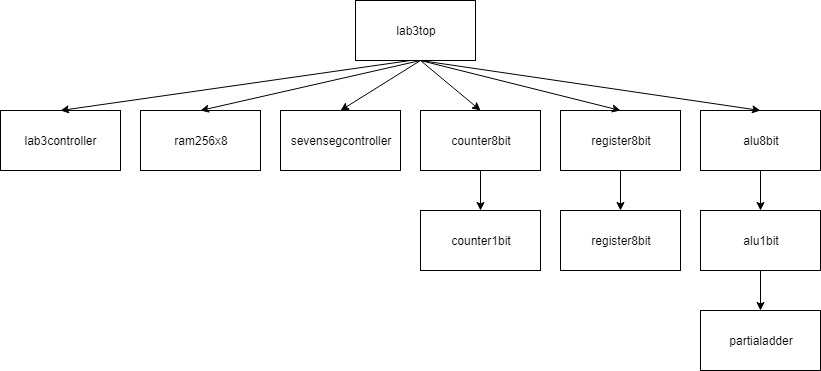 lab3top
lab3controller
ram256x8
sevensegcontroller
counter8bit
register8bit
alu8bit
counter1bit
register8bit
alu1bit
partialadder